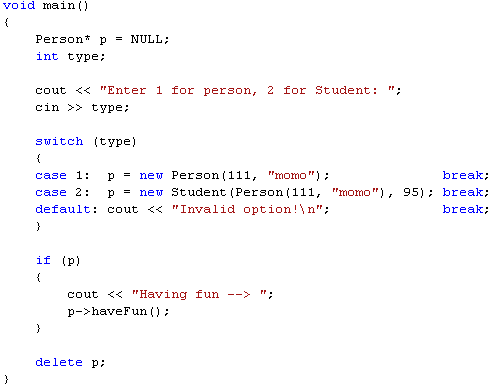 void main()
{
    Person* p = NULL;
    int type;

    cout << "Enter 1 for person, 2 for Student: ";
    cin >> type;

    switch (type)
    {
    case 1:  p = new Person(111, "momo");              break;
    case 2:  p = new Student(Person(111, "momo"), 95); break;
    default: cout << "Invalid option!\n";              break;
    }

    if (p)
    {
        cout << "Having fun --> ";
        p->haveFun();
    }

    delete p;
}